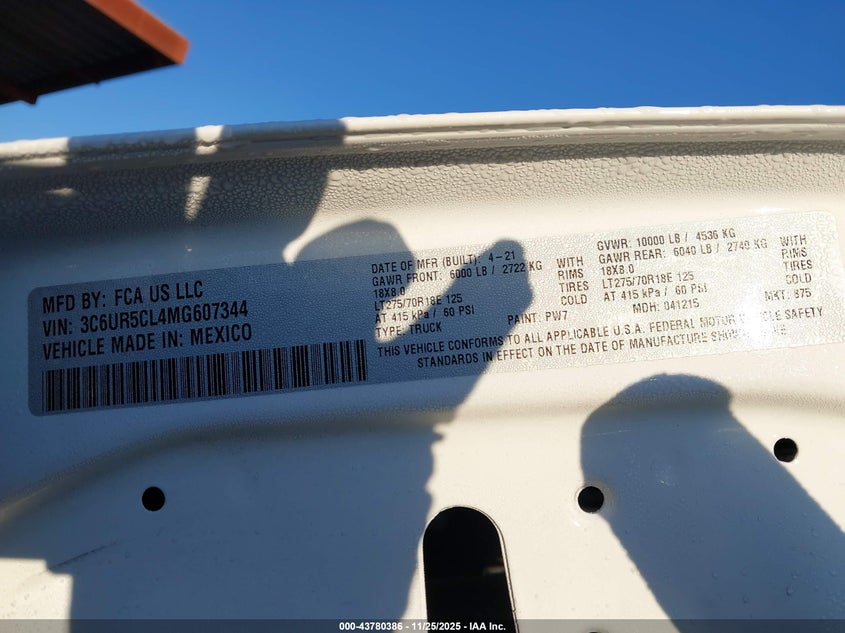 MFD BY: FCA US LLC
VIN: 3C6UR5CL4MG607344
VEHICLE MADE IN: MEXICO
DATE OF MFR (BUILT): 4-21
GAWR FRONT: 6000 LB / 2722 KG WITH
18X8.0 RIMS
LT275/70R18E 125 TIRES
AT 415 kPa / 60 PSI COLD
TYPE: TRUCK PAINT: PW7
GVWR: 10000 LB / 4536 KG
GAWR REAR: 6040 LB / 2740 KG WITH
18X8.0 RIMS
LT275/70R18E 125 TIRES
AT 415 kPa / 60 PSI COLD
MDH: 041215 MKT: 875
THIS VEHICLE CONFORMS TO ALL APPLICABLE U.S.A. FEDERAL MOTOR VEHICLE SAFETY
STANDARDS IN EFFECT ON THE DATE OF MANUFACTURE SHOWN ABOVE
000-43780386 - 11/25/2025 - IAA Inc.